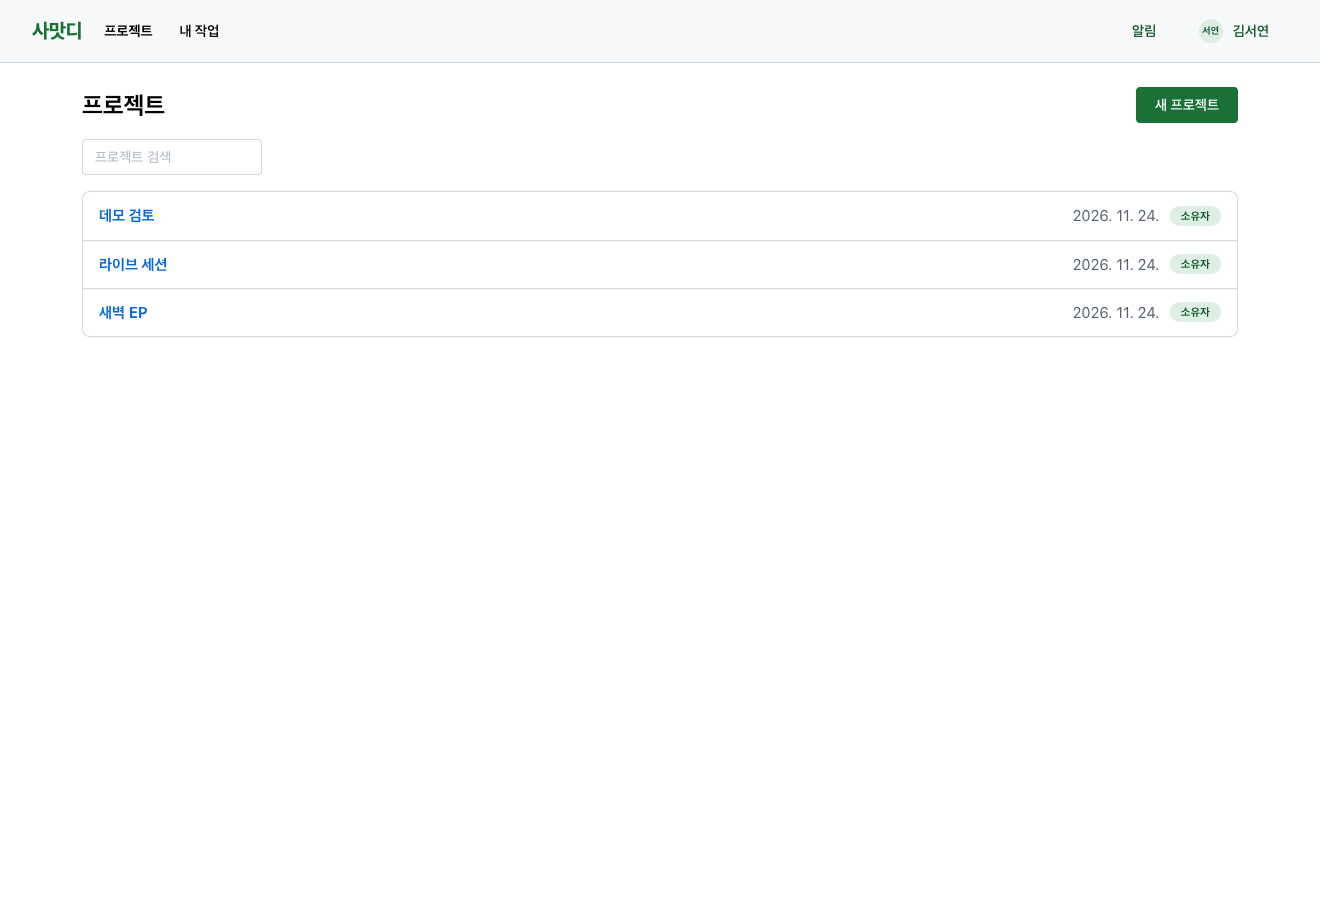 사맛디 프로젝트 내 작업 알림 서연 김서연
프로젝트 새 프로젝트
프로젝트 검색
데모 검토 2026. 11. 24. 소유자
라이브 세션 2026. 11. 24. 소유자
새벽 EP 2026. 11. 24. 소유자